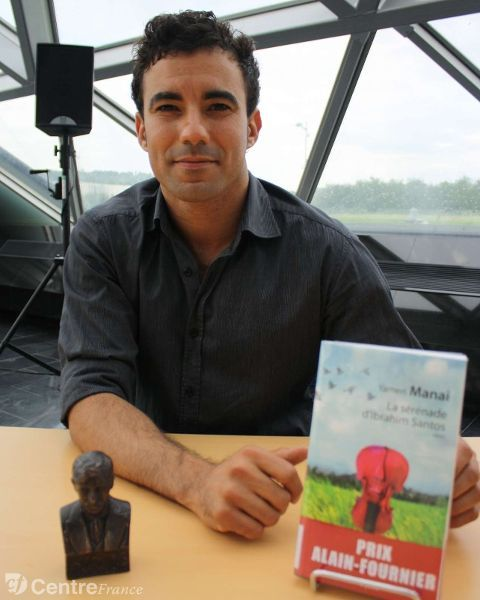 Yamen Manai
La sérénade
d'Ibrahim Santos
PRIX
ALAIN-FOURNIER
CentreFrance